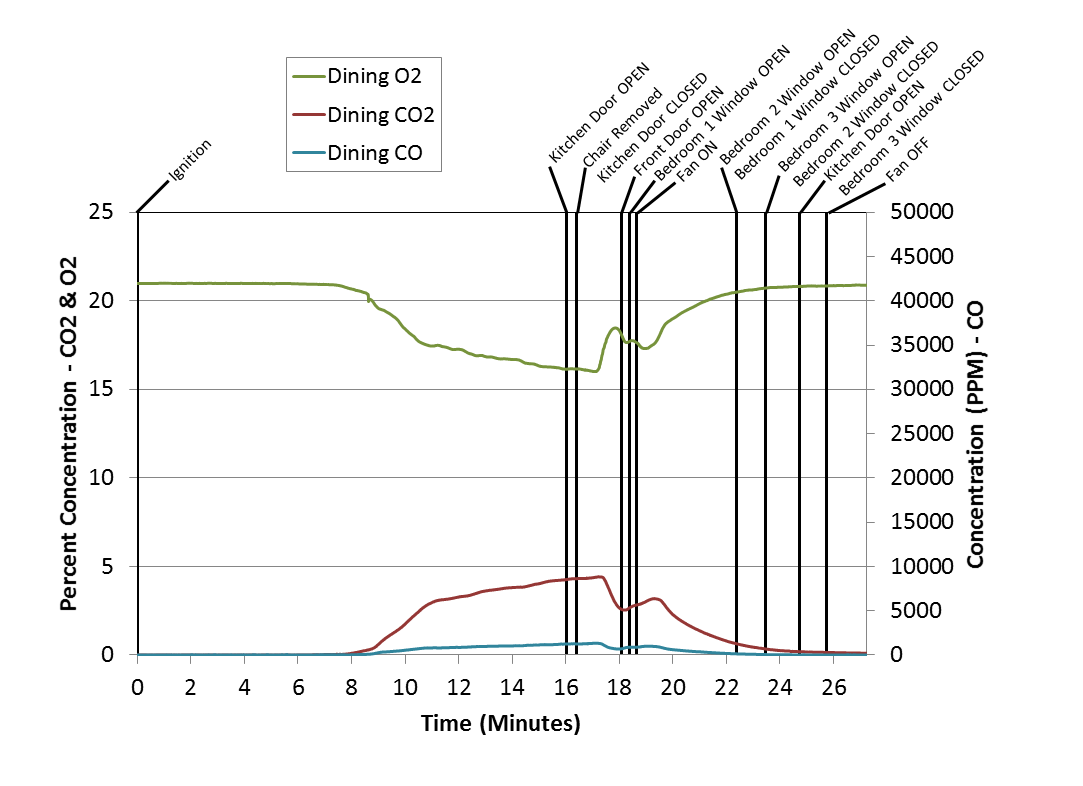 Dining O2
Dining CO2
Dining CO
Ignition
Kitchen Door OPEN
Chair Removed
Kitchen Door CLOSED
Front Door OPEN
Bedroom 1 Window OPEN
Fan ON
Bedroom 2 Window OPEN
Bedroom 1 Window CLOSED
Bedroom 3 Window OPEN
Bedroom 2 Window CLOSED
Kitchen Door OPEN
Bedroom 3 Window CLOSED
Fan OFF
Percent Concentration - CO2 & O2
25
20
15
10
5
0
50000
45000
40000
35000
30000
25000
20000
15000
10000
5000
0
Concentration (PPM) - CO
0 2 4 6 8 10 12 14 16 18 20 22 24 26
Time (Minutes)